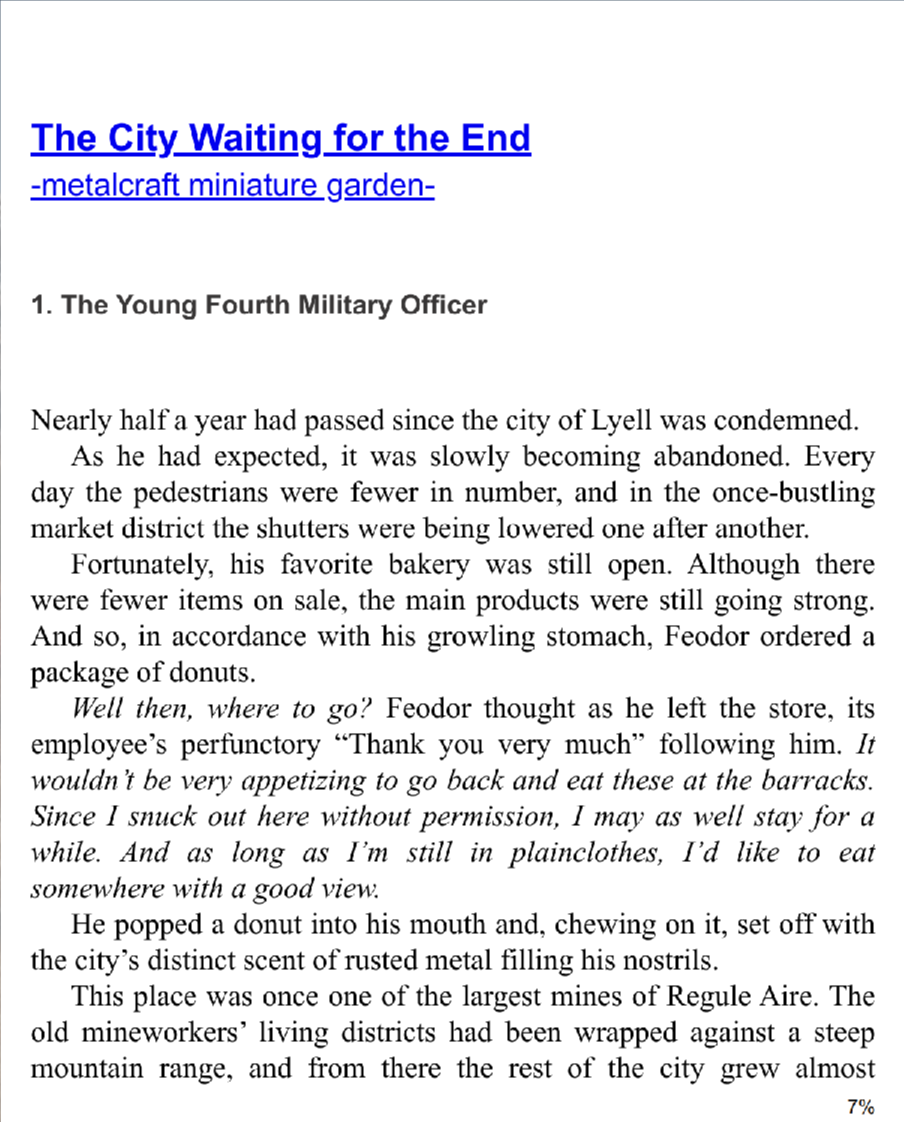 The City Waiting for the End
-metalcraft miniature garden-
1. The Young Fourth Military Officer
Nearly half a year had passed since the city of Lyell was condemned.
As he had expected, it was slowly becoming abandoned. Every
day the pedestrians were fewer in number, and in the once-bustling
market district the shutters were being lowered one after another.
Fortunately, his favorite bakery was still open. Although there
were fewer items on sale, the main products were still going strong.
And so, in accordance with his growling stomach, Feodor ordered a
package of donuts.
Well then, where to go? Feodor thought as he left the store, its
employee’s perfunctory “Thank you very much” following him. It
wouldn’t be very appetizing to go back and eat these at the barracks.
Since I snuck out here without permission, I may as well stay for a
while. And as long as I’m still in plainclothes, I’d like to eat
somewhere with a good view.
He popped a donut into his mouth and, chewing on it, set off with
the city’s distinct scent of rusted metal filling his nostrils.
This place was once one of the largest mines of Regule Aire. The
old mineworkers’ living districts had been wrapped against a steep
mountain range, and from there the rest of the city grew almost
7%